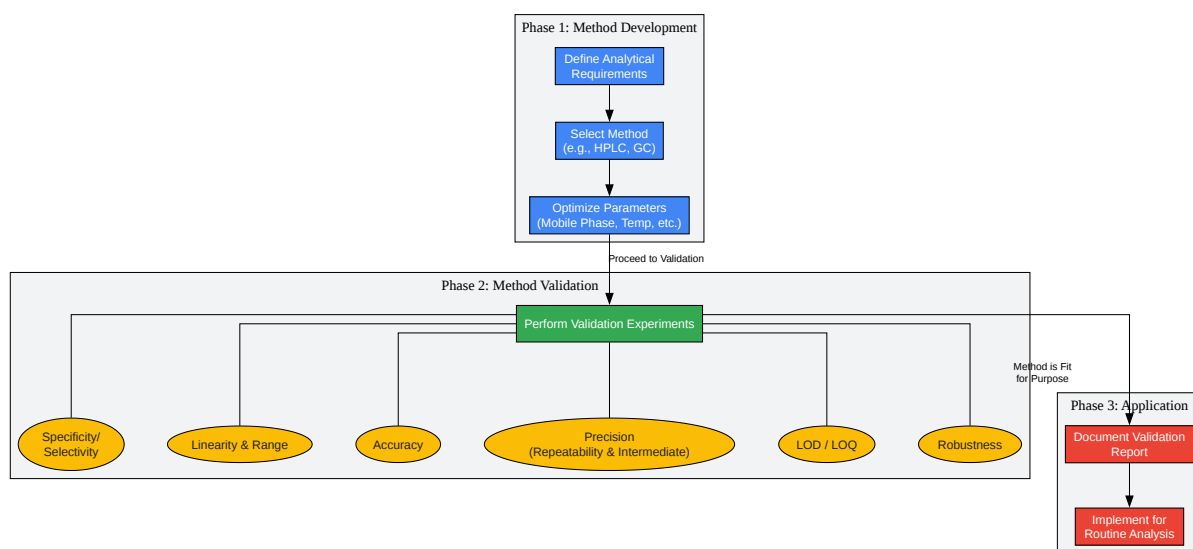 Phase 1: Method Development
Define Analytical
Requirements
Select Method
(e.g., HPLC, GC)
Optimize Parameters
(Mobile Phase, Temp, etc.)
Proceed to Validation
Phase 2: Method Validation
Perform Validation Experiments
Method is Fit
for Purpose
Specificity/
Selectivity
Linearity & Range
Accuracy
Precision
(Repeatability & Intermediate)
LOD / LOQ
Robustness
Phase 3: Application
Document Validation
Report
Implement for
Routine Analysis